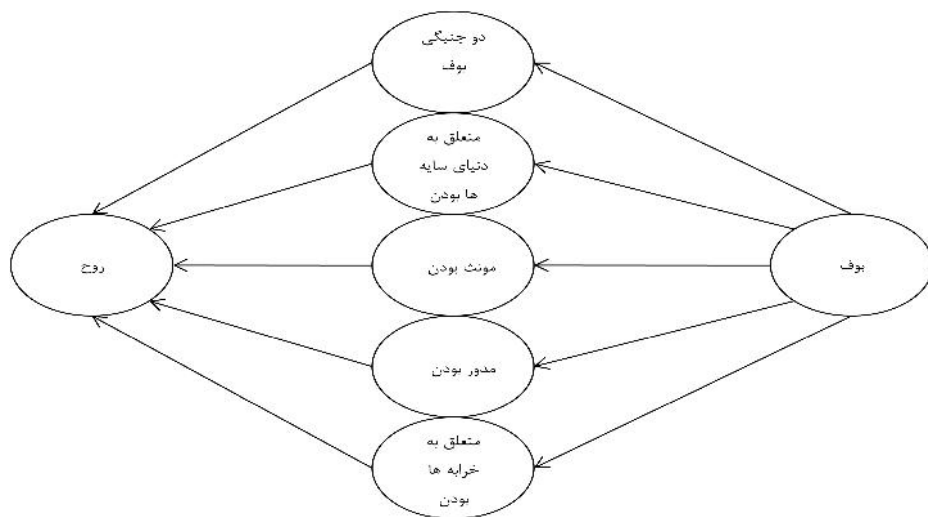 دو جنبگی
بوف
متعلق به
دنیای سایه
ها بودن
روح
مونث بودن
بوف
مدور بودن
متعلق به
خرابه ها
بودن